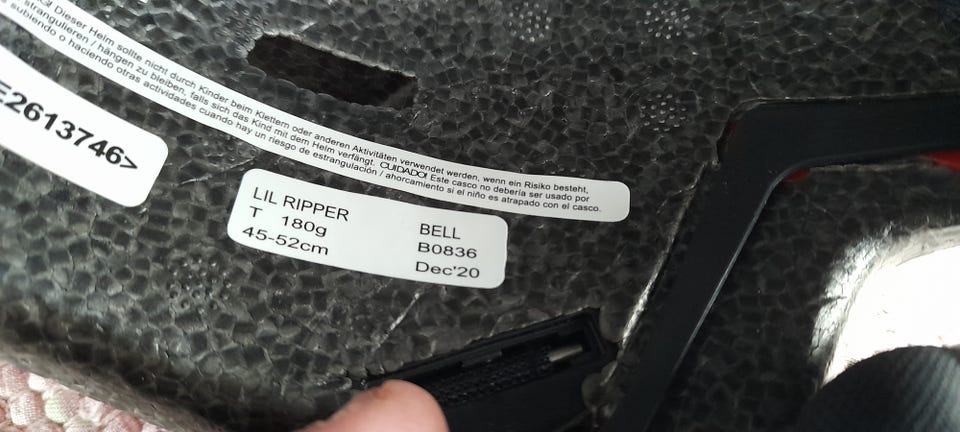 ! Dieser Helm sollte nicht durch Kinder beim Klettern oder anderen Aktivitäten verwendet werden, wenn ein Risiko besteht,
strangulieren / hängen zu bleiben, falls sich das Kind mit dem Helm verfängt. CUIDADO! Este casco no debería ser usado por
subiendo o haciendo otras actividades cuando hay un riesgo de estrangulación / ahorcamiento si el niño es atrapado con el casco.
E2613746>
LIL RIPPER
T 180g
45-52cm
BELL
B0836
Dec'20